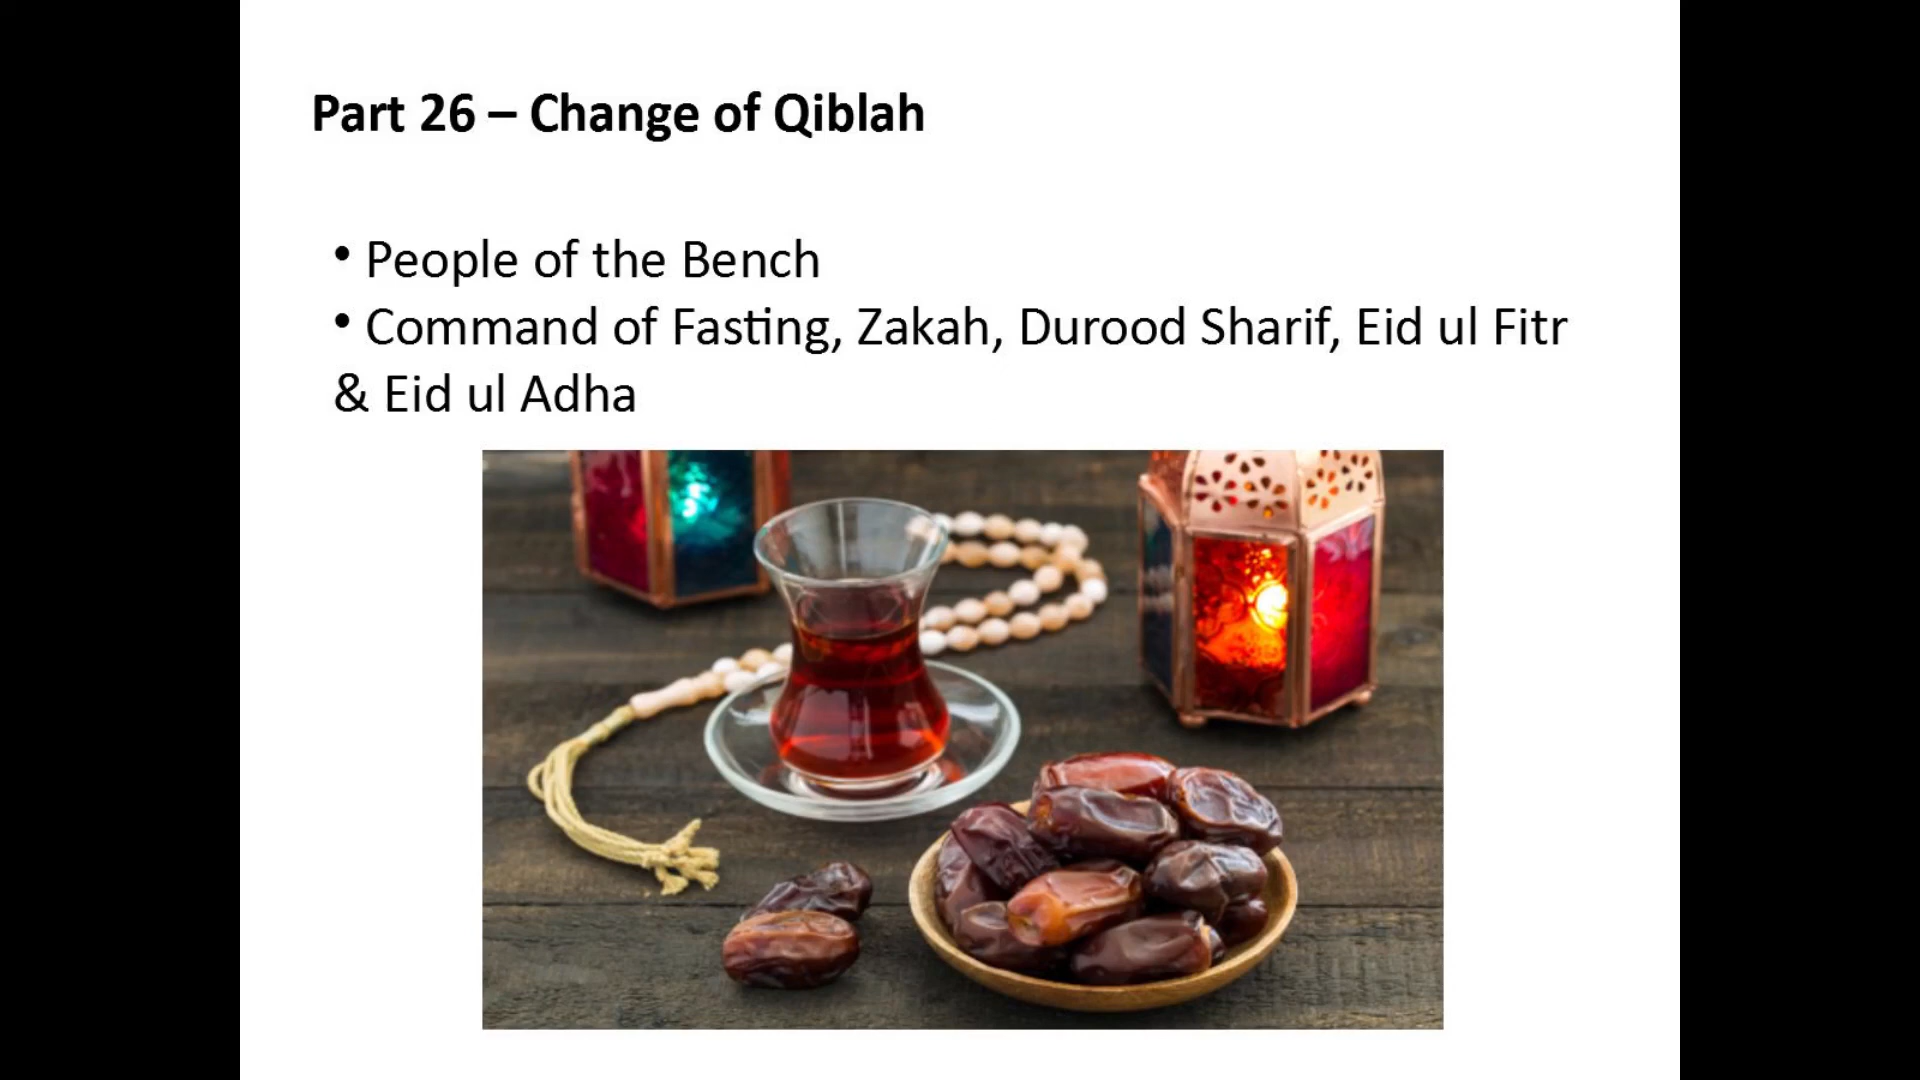 Part 26 – Change of Qiblah
• People of the Bench
• Command of Fasting, Zakah, Durood Sharif, Eid ul Fitr
& Eid ul Adha